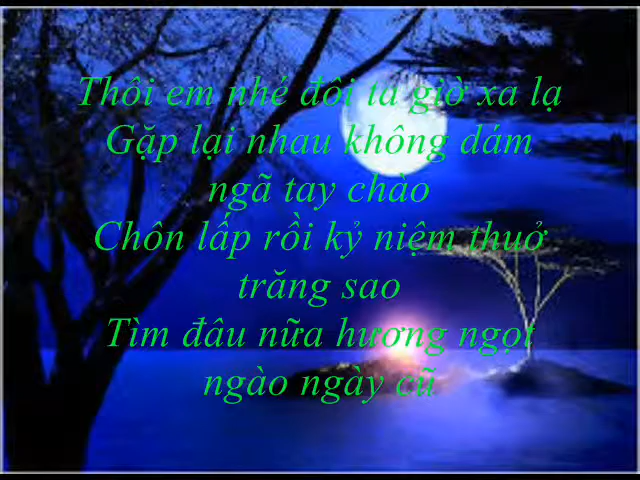 Thôi em nhé đôi ta giờ xa lạ
Gặp lại nhau không dám
ngã tay chào
Chôn lấp rồi kỷ niệm thuở
trăng sao
Tìm đâu nữa hương ngọt
ngào ngày cũ